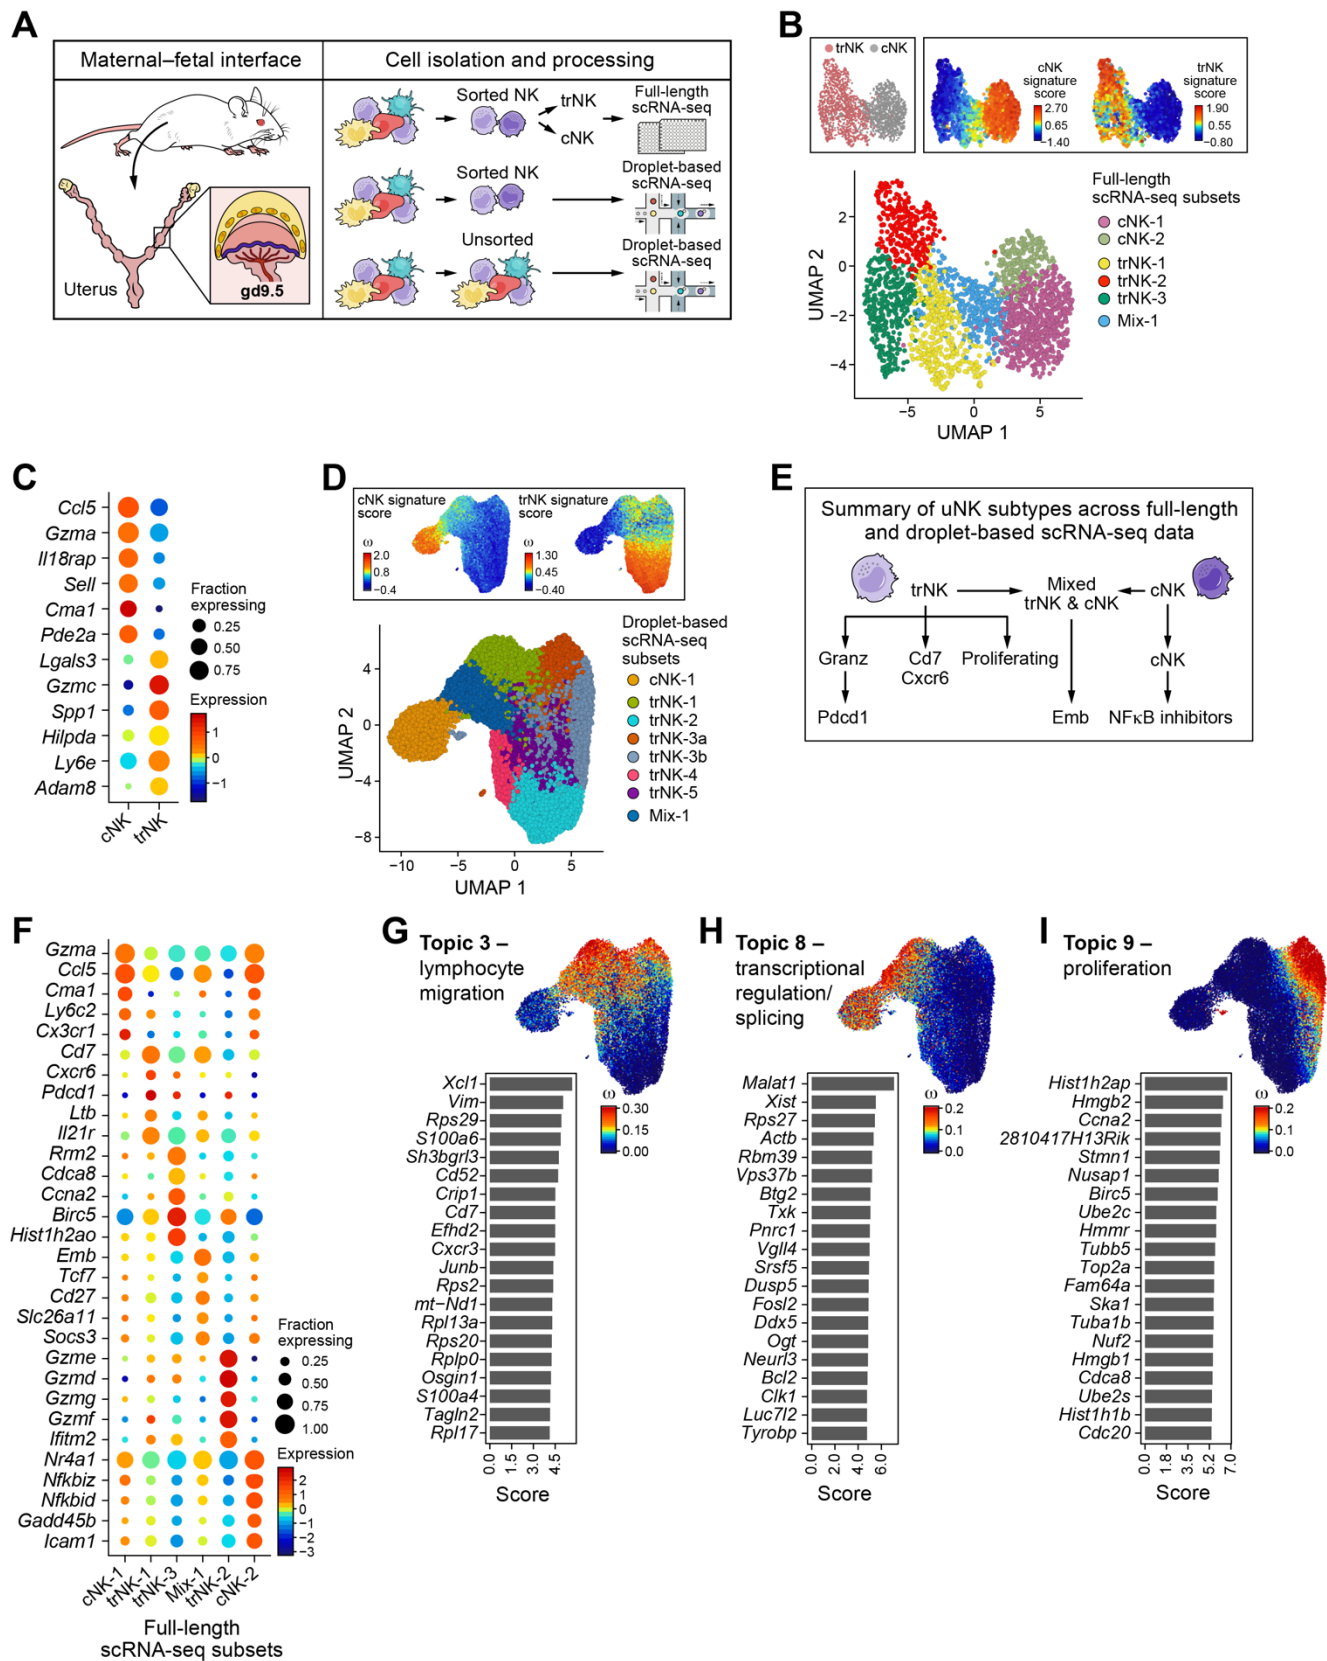 A
Maternal–fetal interface
Cell isolation and processing
Uterus
gd9.5
Sorted NK
trNK
cNK
Full-length
scRNA-seq
Sorted NK
Droplet-based
scRNA-seq
Unsorted
Droplet-based
scRNA-seq
B
trNK cNK
cNK
signature
score
2.70
0.65
−1.40
trNK
signature
score
1.90
0.55
−0.80
Full-length
scRNA-seq subsets
cNK-1
cNK-2
trNK-1
trNK-2
trNK-3
Mix-1
2
0
−2
−4
UMAP 2
−5 0 5
UMAP 1
C
Ccl5
Gzma
Il18rap
Sell
Cma1
Pde2a
Lgals3
Gzmc
Spp1
Hilpda
Ly6e
Adam8
cNK
trNK
Fraction
expressing
0.25
0.50
0.75
Expression
1
0
−1
D
cNK signature
score
ω
2.0
0.8
−0.4
trNK signature
score
ω
1.30
0.45
−0.40
Droplet-based
scRNA-seq
subsets
cNK-1
trNK-1
trNK-2
trNK-3a
trNK-3b
trNK-4
trNK-5
Mix-1
4
0
−4
−8
UMAP 2
−10 −5 0 5
UMAP 1
E
Summary of uNK subtypes across full-length
and droplet-based scRNA-seq data
trNK
Mixed
trNK & cNK
cNK
Granz
Cd7
Cxcr6
Proliferating
cNK
Pdcd1
Emb
NFκB inhibitors
F
Gzma
Ccl5
Cma1
Ly6c2
Cx3cr1
Cd7
Cxcr6
Pdcd1
Ltb
Il21r
Rrm2
Cdca8
Ccna2
Birc5
Hist1h2ao
Emb
Tcf7
Cd27
Slc26a11
Socs3
Gzme
Gzmd
Gzmg
Gzmf
Ifitm2
Nr4a1
Nfkbiz
Nfkbid
Gadd45b
Icam1
cNK-1
trNK-1
trNK-3
Mix-1
trNK-2
cNK-2
Full-length
scRNA-seq subsets
Fraction
expressing
0.25
0.50
0.75
1.00
Expression
2
1
0
−1
−2
−3
G
Topic 3 –
lymphocyte
migration
ω
0.30
0.15
0.00
Xcl1
Vim
Rps29
S100a6
Sh3bgrl3
Cd52
Crip1
Cd7
Efhd2
Cxcr3
Junb
Rps2
mt-Nd1
Rpl13a
Rps20
Rplp0
Osgin1
S100a4
Tagln2
Rpl17
0.0 1.5 3.0 4.5
Score
H
Topic 8 –
transcriptional
regulation/
splicing
ω
0.2
0.1
0.0
Malat1
Xist
Rps27
Actb
Rbm39
Vps37b
Btg2
Txk
Pnrc1
Vgll4
Srsf5
Dusp5
Fosl2
Ddx5
Ogt
Neurl3
Bcl2
Clk1
Luc7l2
Tyrobp
0.0 2.0 4.0 6.0
Score
I
Topic 9 –
proliferation
ω
0.2
0.1
0.0
Hist1h2ap
Hmgb2
Ccna2
2810417H13Rik
Stmn1
Nusap1
Birc5
Ube2c
Hmmr
Tubb5
Top2a
Fam64a
Ska1
Tuba1b
Nuf2
Hmgb1
Cdca8
Ube2s
Hist1h1b
Cdc20
0.0 1.8 3.5 5.2 7.0
Score